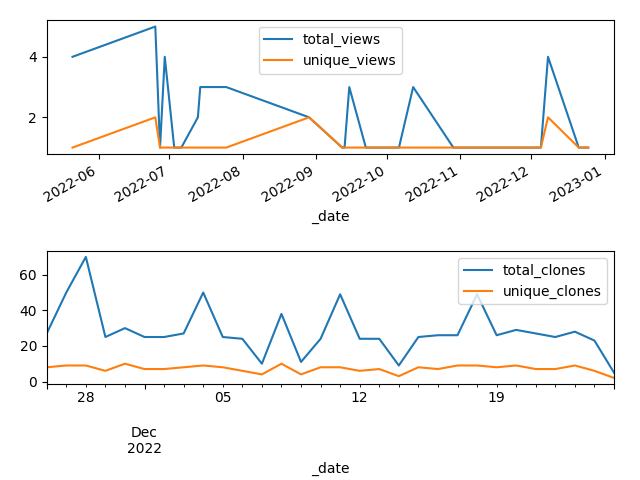 total_views
unique_views
4
2
2022-06
2022-07
2022-08
2022-09
2022-10
2022-11
2022-12
2023-01
_date
total_clones
unique_clones
60
40
20
0
28
05
12
19
Dec
2022
_date